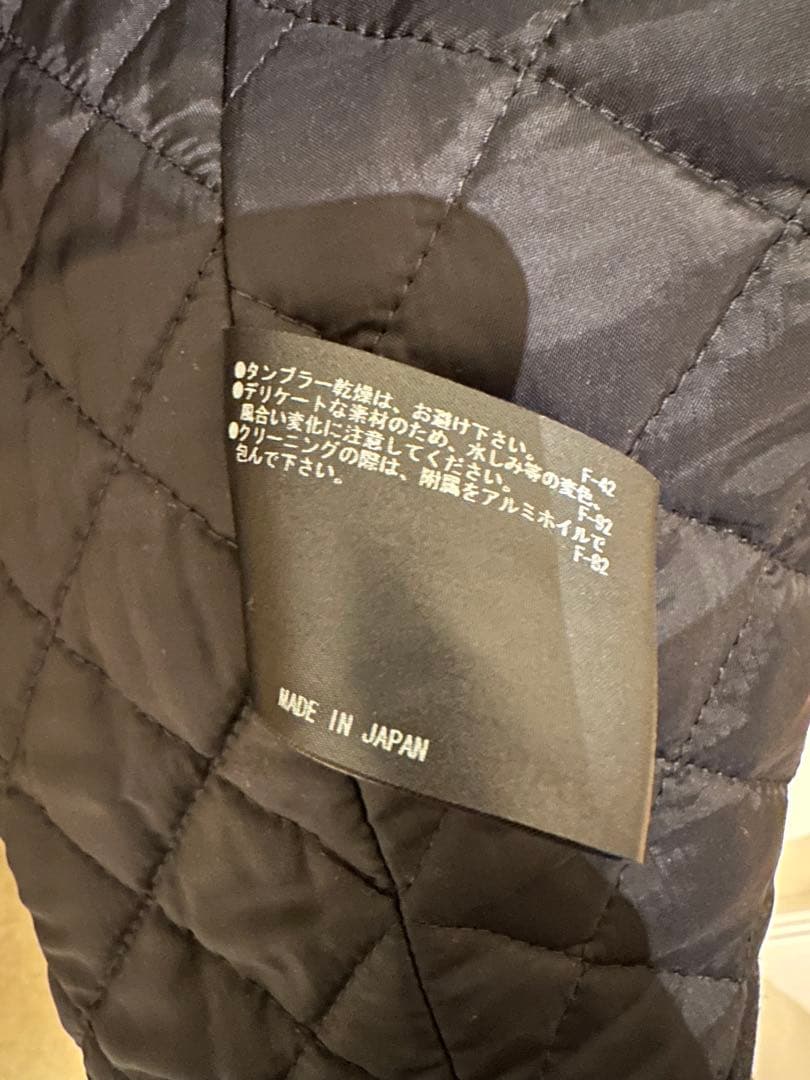 ●タンブラー乾燥は、お避け下さい。 F-42
●デリケートな素材のため、水しみ等の変色、
風合い変化に注意してください。 F-92
●クリーニングの際は、附属をアルミホイルで
包んで下さい。 F-82
MADE IN JAPAN